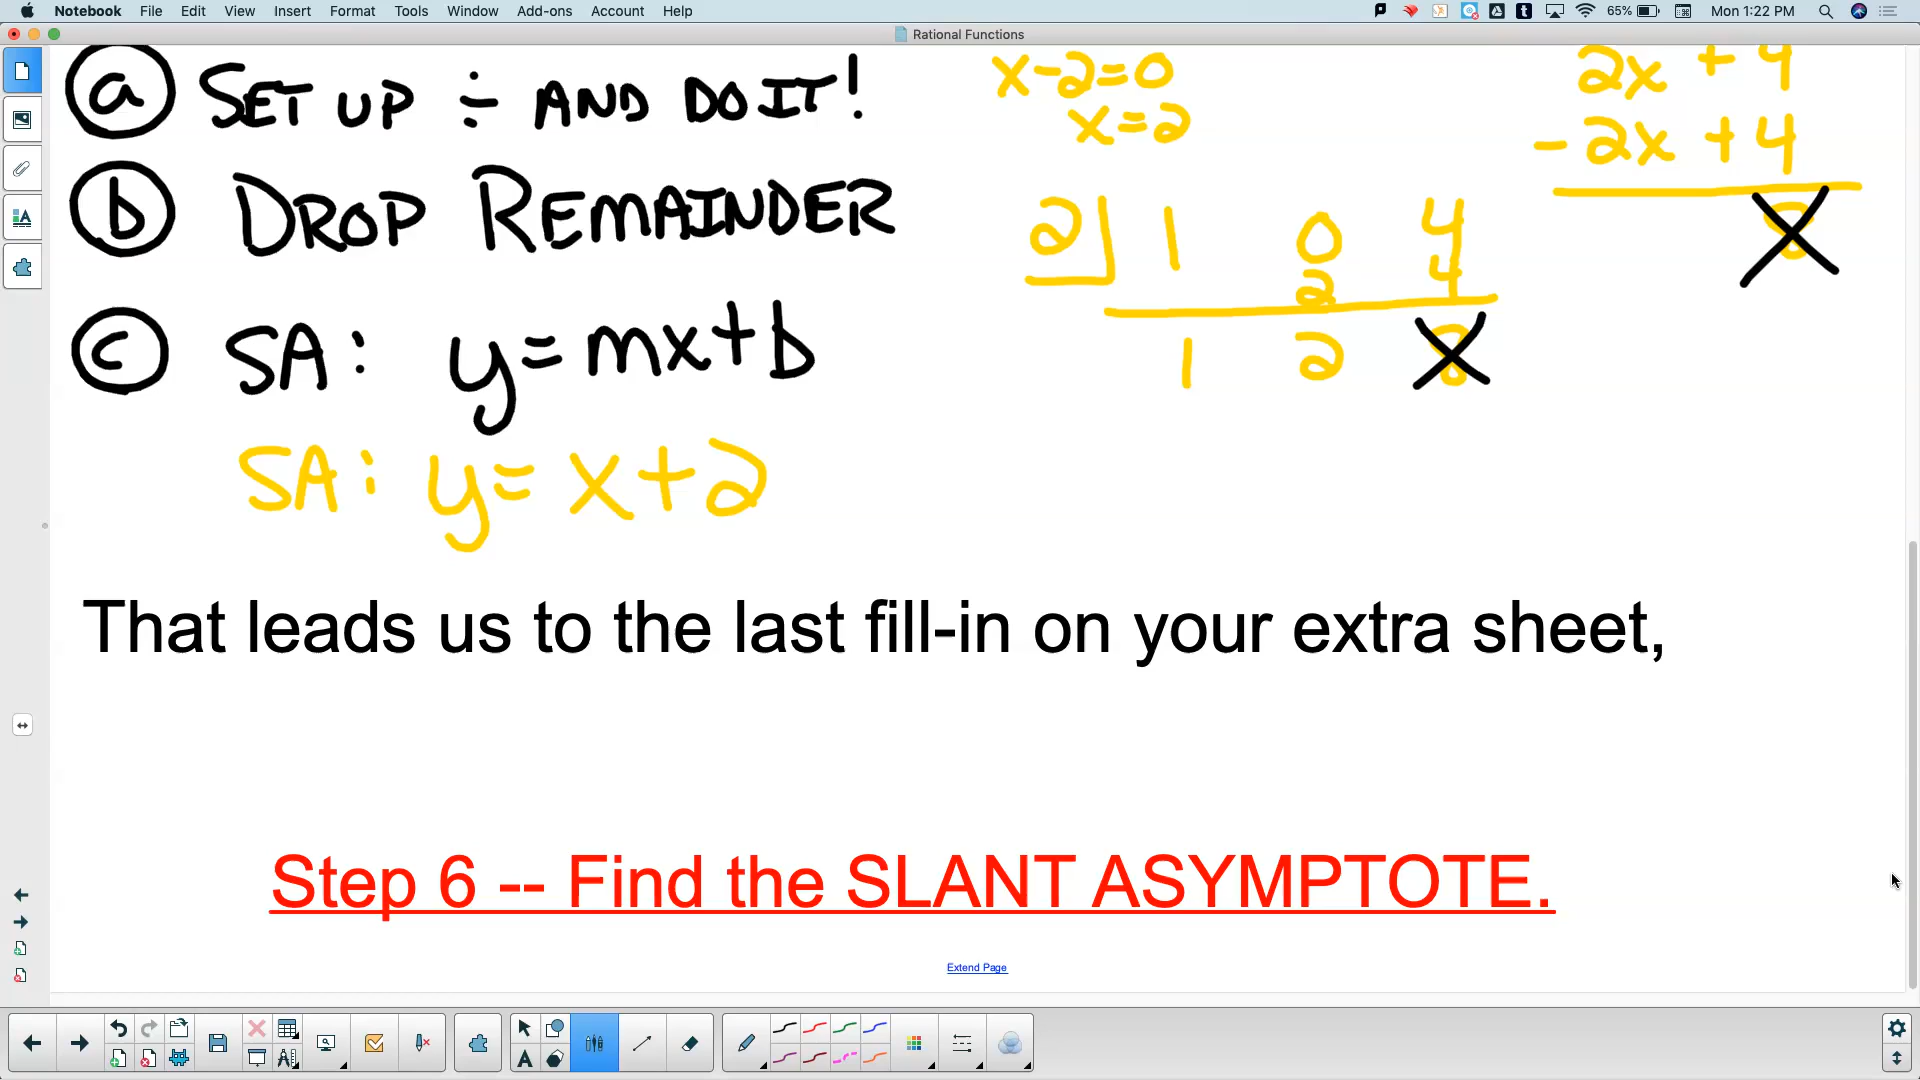 Notebook File Edit View Insert Format Tools Window Add-ons Account Help 65% Mon 1:22 PM
Rational Functions
a SET UP ÷ AND DO IT!
b DROP REMAINDER
c SA: y=mx+b
SA: y= x+2
x-2=0
x=2
2x + 4
- 2x + 4
2 1 0 4
2 4
1 2
That leads us to the last fill-in on your extra sheet,
Step 6 -- Find the SLANT ASYMPTOTE.
Extend Page